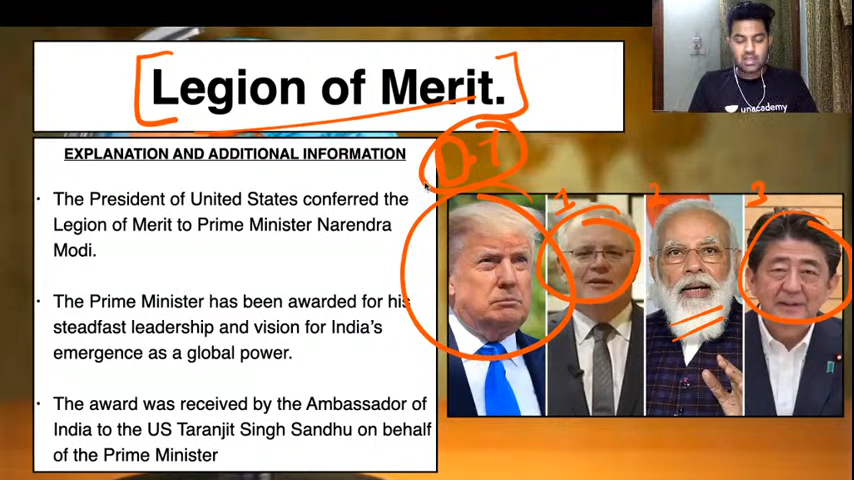 Legion of Merit.
unacademy
EXPLANATION AND ADDITIONAL INFORMATION
D.T
1 2 3
• The President of United States conferred the
Legion of Merit to Prime Minister Narendra
Modi.
• The Prime Minister has been awarded for his
steadfast leadership and vision for India's
emergence as a global power.
• The award was received by the Ambassador of
India to the US Taranjit Singh Sandhu on behalf
of the Prime Minister